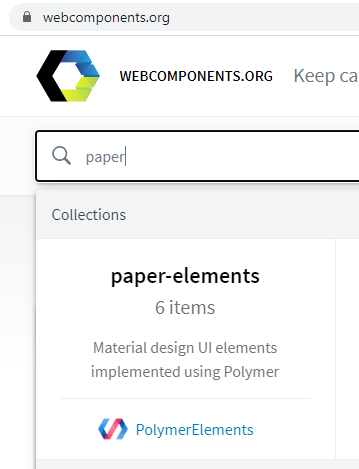 webcomponents.org
WEBCOMPONENTS.ORG Keep ca
paper
Collections
paper-elements
6 items
Material design UI elements
implemented using Polymer
PolymerElements